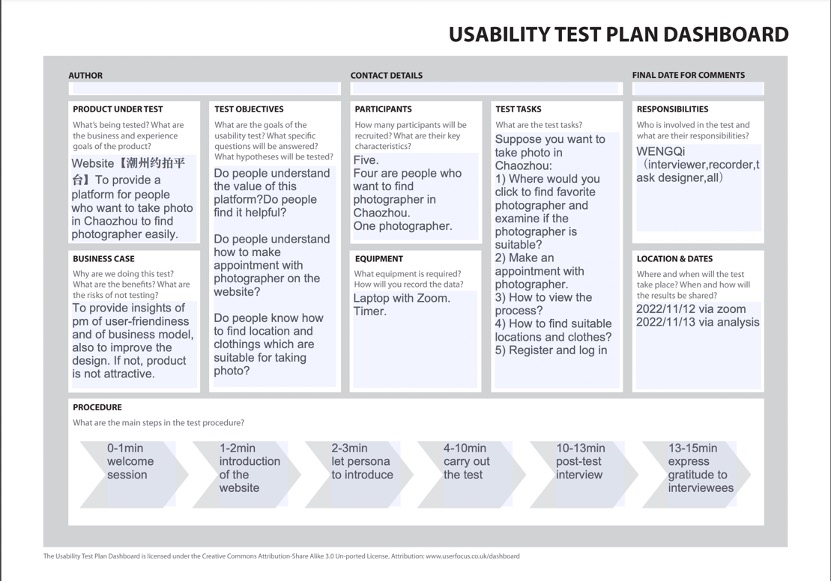 USABILITY TEST PLAN DASHBOARD
AUTHOR
CONTACT DETAILS
FINAL DATE FOR COMMENTS
PRODUCT UNDER TEST
What's being tested? What are
the business and experience
goals of the product?
Website【潮州约拍平
台】To provide a
platform for people
who want to take photo
in Chaozhou to find
photographer easily.
BUSINESS CASE
Why are we doing this test?
What are the benefits? What are
the risks of not testing?
To provide insights of
pm of user-friendiness
and of business model,
also to improve the
design. If not, product
is not attractive.
TEST OBJECTIVES
What are the goals of the
usability test? What specific
questions will be answered?
What hypotheses will be tested?
Do people understand
the value of this
platform?Do people
find it helpful?
Do people understand
how to make
appointment with
photographer on the
website?
Do people know how
to find location and
clothings which are
suitable for taking
photo?
PARTICIPANTS
How many participants will be
recruited? What are their key
characteristics?
Five.
Four are people who
want to find
photographer in
Chaozhou.
One photographer.
EQUIPMENT
What equipment is required?
How will you record the data?
Laptop with Zoom.
Timer.
TEST TASKS
What are the test tasks?
Suppose you want to
take photo in
Chaozhou:
1) Where would you
click to find favorite
photographer and
examine if the
photographer is
suitable?
2) Make an
appointment with
photographer.
3) How to view the
process?
4) How to find suitable
locations and clothes?
5) Register and log in
RESPONSIBILITIES
Who is involved in the test and
what are their responsibilities?
WENGQi
（interviewer,recorder,t
ask designer,all）
LOCATION & DATES
Where and when will the test
take place? When and how will
the results be shared?
2022/11/12 via zoom
2022/11/13 via analysis
PROCEDURE
What are the main steps in the test procedure?
0-1min
welcome
session
1-2min
introduction
of the
website
2-3min
let persona
to introduce
4-10min
carry out
the test
10-13min
post-test
interview
13-15min
express
gratitude to
interviewees
The Usability Test Plan Dashboard is licensed under the Creative Commons Attribution-Share Alike 3.0 Un-ported License. Attribution: www.userfocus.co.uk/dashboard